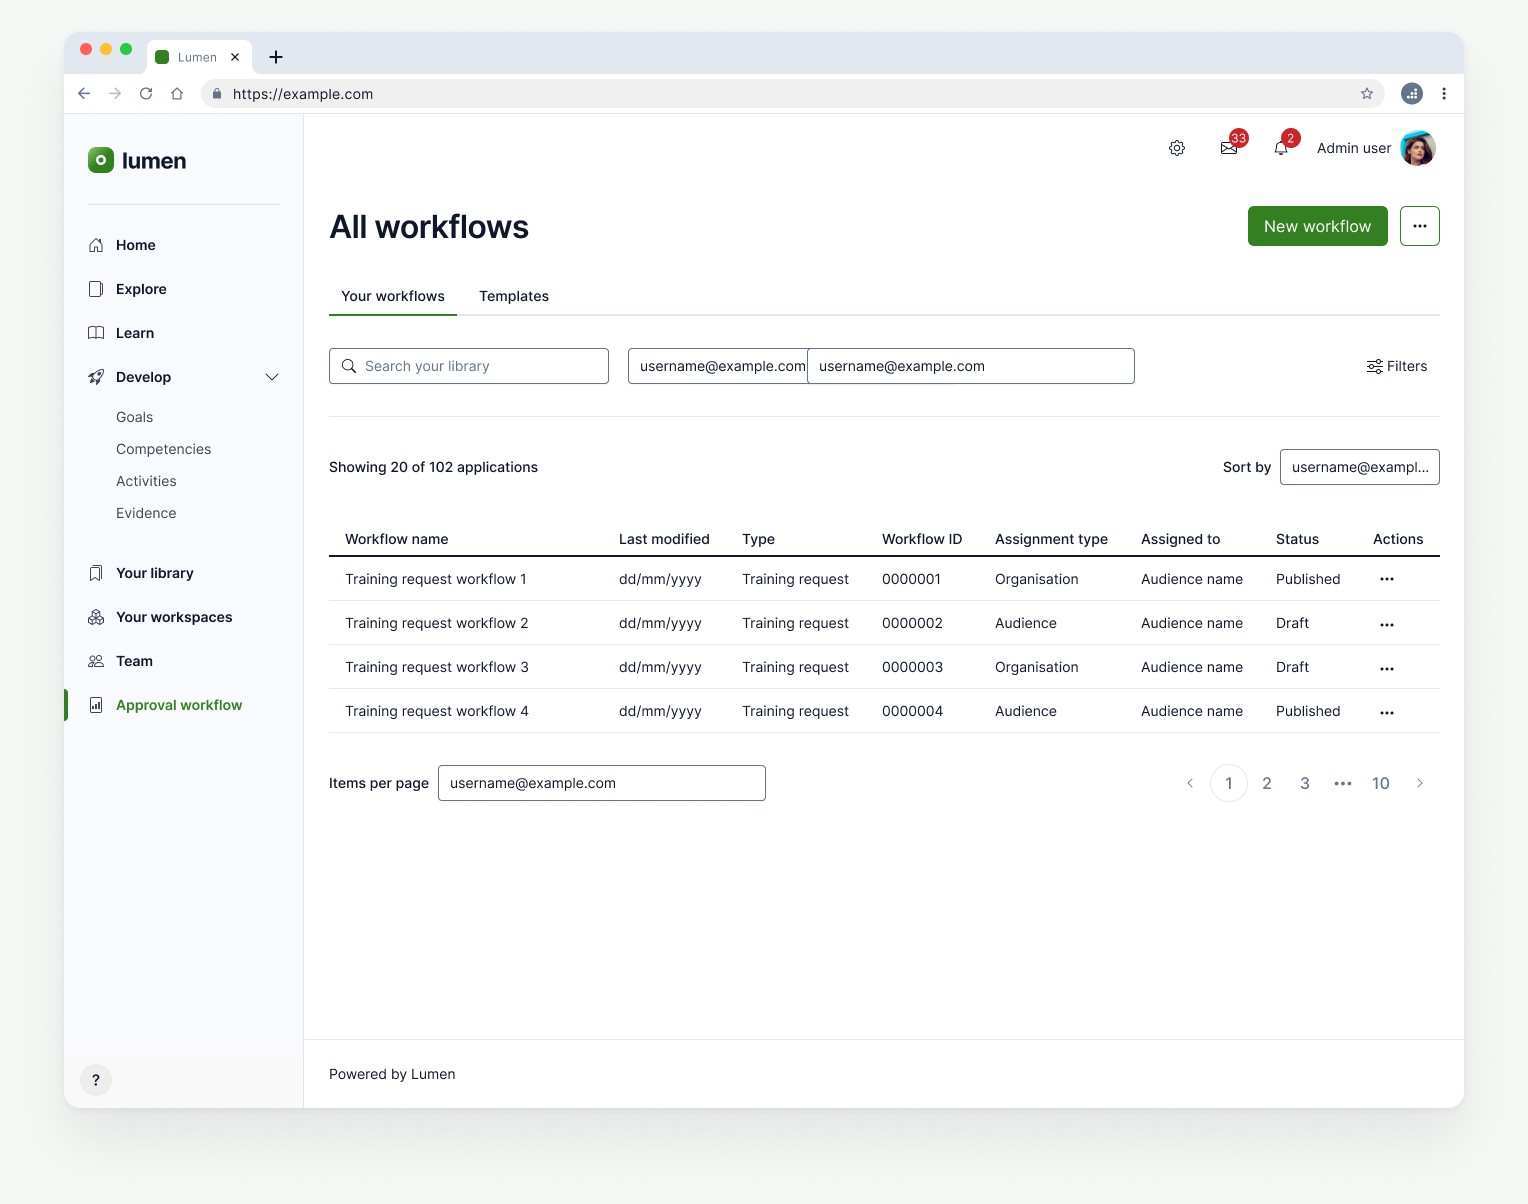 Lumen
https://example.com
lumen
33
2
Admin user
Home
Explore
Learn
Develop
Goals
Competencies
Activities
Evidence
Your library
Your workspaces
Team
Approval workflow
?
All workflows
New workflow
Your workflows Templates
Search your library username@example.com username@example.com Filters
Showing 20 of 102 applications Sort by username@exampl...
Workflow name Last modified Type Workflow ID Assignment type Assigned to Status Actions
Training request workflow 1 dd/mm/yyyy Training request 0000001 Organisation Audience name Published
Training request workflow 2 dd/mm/yyyy Training request 0000002 Audience Audience name Draft
Training request workflow 3 dd/mm/yyyy Training request 0000003 Organisation Audience name Draft
Training request workflow 4 dd/mm/yyyy Training request 0000004 Audience Audience name Published
Items per page username@example.com 1 2 3 ••• 10
Powered by Lumen